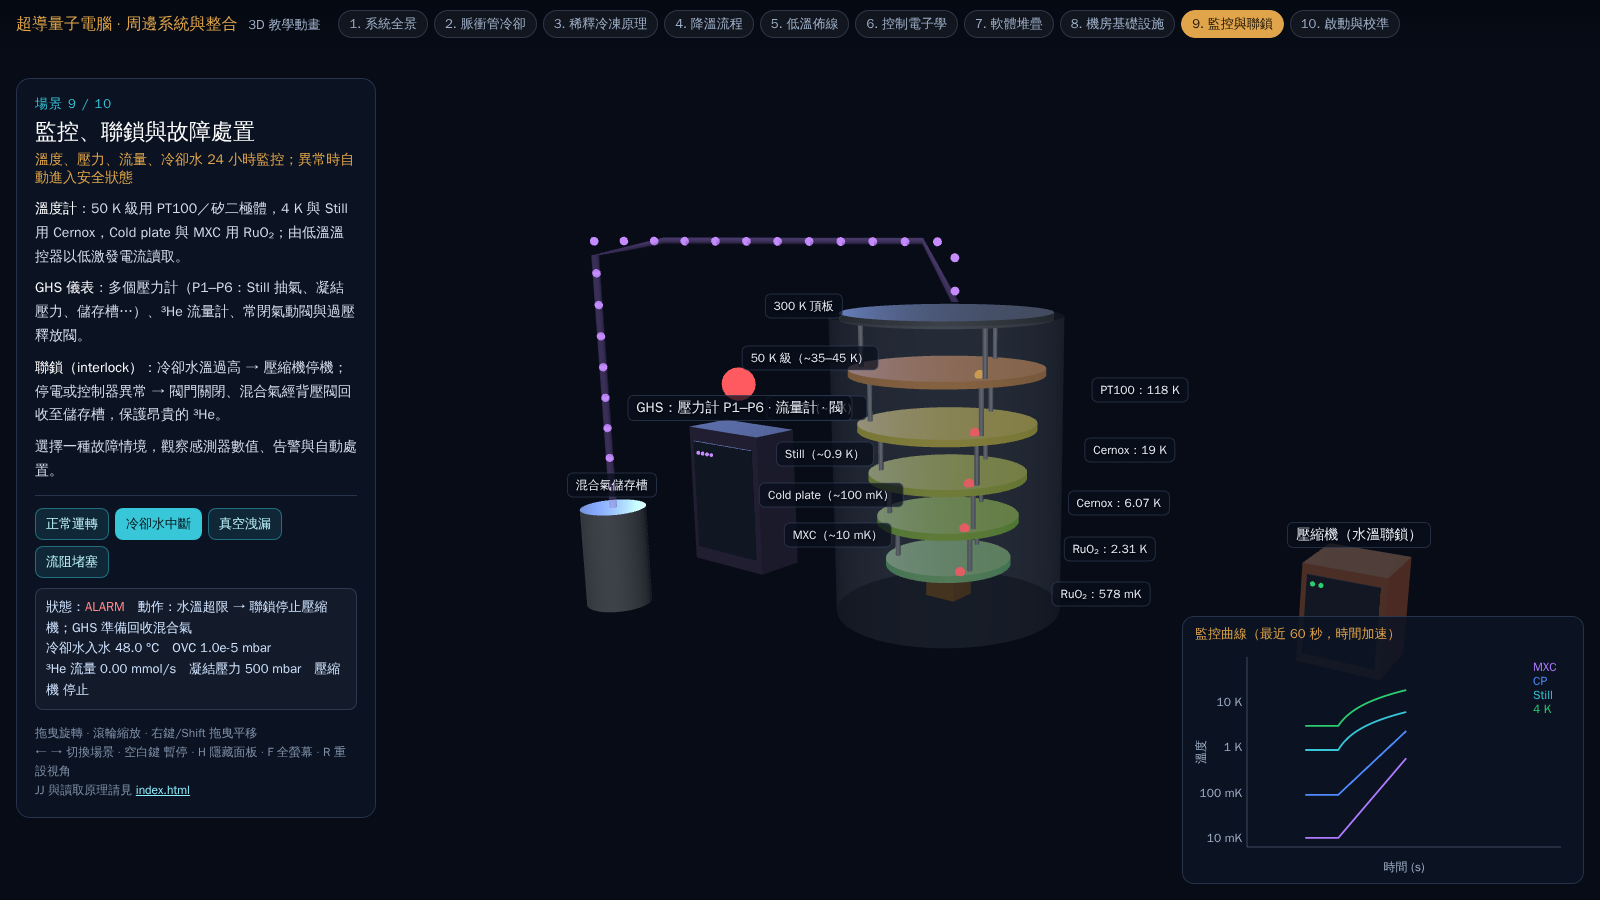 超導量子電腦 · 周邊系統與整合
3D 教學動畫
1. 系統全景
2. 脈衝管冷卻
3. 稀釋冷凍原理
4. 降溫流程
5. 低溫佈線
6. 控制電子學
7. 軟體堆疊
8. 機房基礎設施
9. 監控與聯鎖
10. 啟動與校準
場景 9 / 10
監控、聯鎖與故障處置
溫度、壓力、流量、冷卻水 24 小時監控；異常時自
動進入安全狀態
溫度計：50 K 級用 PT100／矽二極體，4 K 與 Still
用 Cernox，Cold plate 與 MXC 用 RuO₂；由低溫溫
控器以低激發電流讀取。
GHS 儀表：多個壓力計（P1–P6：Still 抽氣、凝結
壓力、儲存槽…）、³He 流量計、常閉氣動閥與過壓
釋放閥。
聯鎖（interlock）：冷卻水溫過高 → 壓縮機停機；
停電或控制器異常 → 閥門關閉、混合氣經背壓閥回
收至儲存槽，保護昂貴的 ³He。
選擇一種故障情境，觀察感測器數值、告警與自動處
置。
正常運轉
冷卻水中斷
真空洩漏
流阻堵塞
狀態：ALARM 動作：水溫超限 → 聯鎖停止壓縮
機；GHS 準備回收混合氣
冷卻水入水 48.0 °C OVC 1.0e-5 mbar
³He 流量 0.00 mmol/s 凝結壓力 500 mbar 壓縮
機 停止
拖曳旋轉 · 滾輪縮放 · 右鍵/Shift 拖曳平移
← → 切換場景 · 空白鍵 暫停 · H 隱藏面板 · F 全螢幕 · R 重
設視角
JJ 與讀取原理請見 index.html
300 K 頂板
50 K 級（~35–45 K）
GHS：壓力計 P1–P6 · 流量計 · 閥
Still（~0.9 K）
混合氣儲存槽
Cold plate（~100 mK）
MXC（~10 mK）
PT100：118 K
Cernox：19 K
Cernox：6.07 K
RuO₂：2.31 K
RuO₂：578 mK
壓縮機（水溫聯鎖）
監控曲線（最近 60 秒，時間加速）
MXC
CP
Still
4 K
10 K
1 K
100 mK
10 mK
溫度
時間 (s)